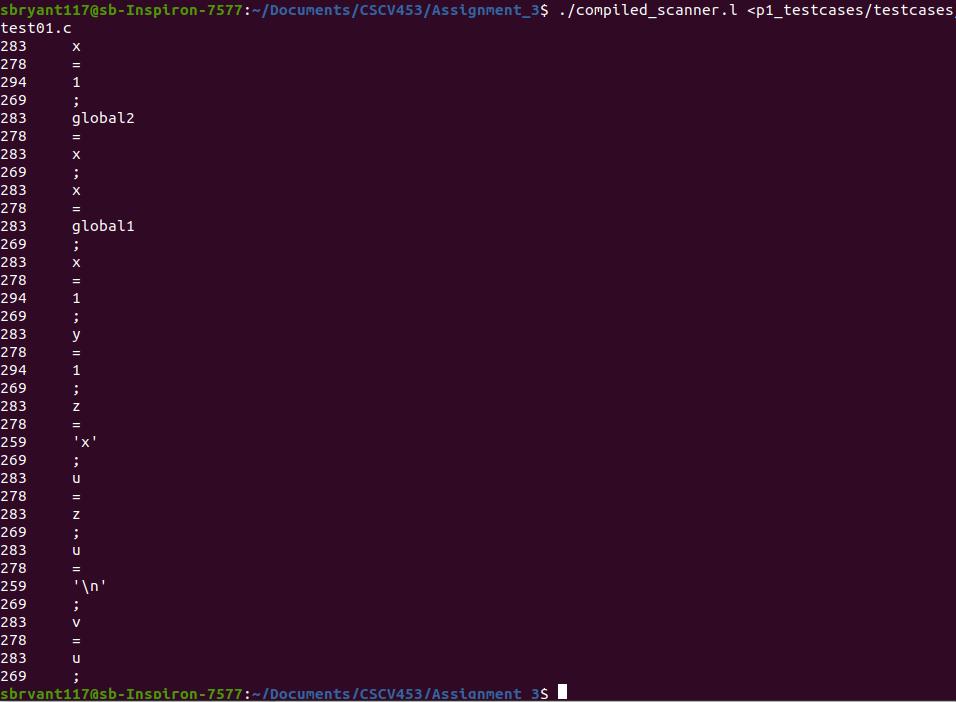 sbryant117@sb-Inspiron-7577:~/Documents/CSCV453/Assignment_3$ ./compiled_scanner.l <p1_testcases/testcases
test01.c
283 x
278 =
294 1
269 ;
283 global2
278 =
283 x
269 ;
283 x
278 =
283 global1
269 ;
283 x
278 =
294 1
269 ;
283 y
278 =
294 1
269 ;
283 z
278 =
259 'x'
269 ;
283 u
278 =
283 z
269 ;
283 u
278 =
259 '\n'
269 ;
283 v
278 =
283 u
269 ;
sbryant117@sb-Inspiron-7577:~/Documents/CSCV453/Assignment_3$